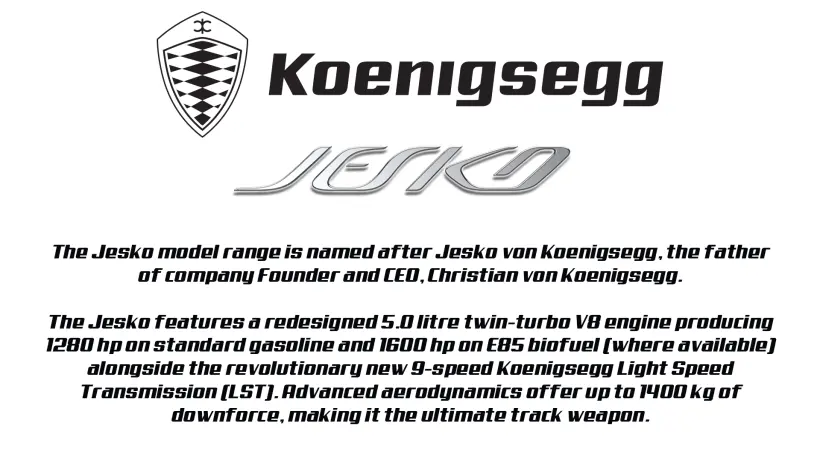 Koenigsegg
JESKO
The Jesko model range is named after Jesko von Koenigsegg, the father
of company Founder and CEO, Christian von Koenigsegg.
The Jesko features a redesigned 5.0 litre twin-turbo V8 engine producing
1280 hp on standard gasoline and 1600 hp on E85 biofuel (where available)
alongside the revolutionary new 9-speed Koenigsegg Light Speed
Transmission (LST). Advanced aerodynamics offer up to 1400 kg of
downforce, making it the ultimate track weapon.